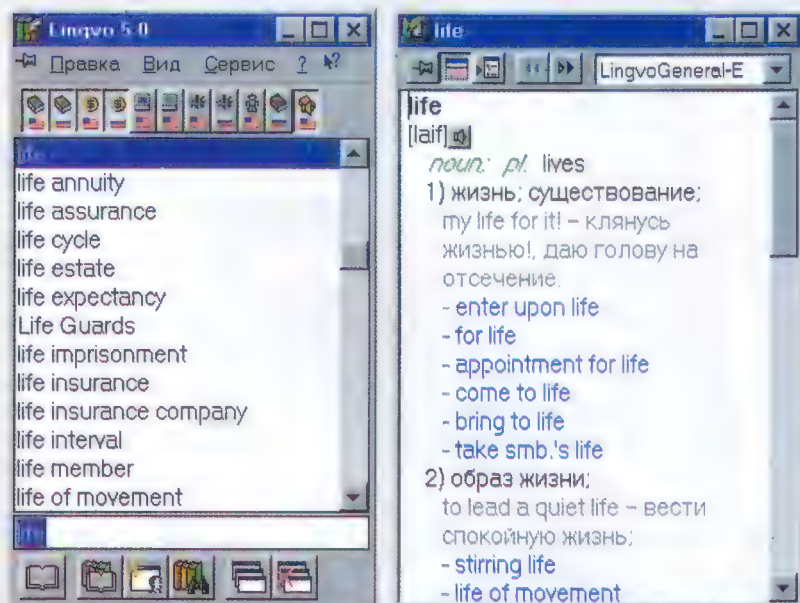 Lingvo 5.0
Правка Вид Сервис ?
life
life annuity
life assurance
life cycle
life estate
life expectancy
Life Guards
life imprisonment
life insurance
life insurance company
life interval
life member
life of movement
life
life
LingvoGeneral-E
life
[laif]
noun: pl. lives
1) жизнь; существование;
my life for it! – клянусь
жизнью!, даю голову на
отсечение.
- enter upon life
- for life
- appointment for life
- come to life
- bring to life
- take smb.'s life
2) образ жизни;
to lead a quiet life – вести
спокойную жизнь;
- stirring life
- life of movement